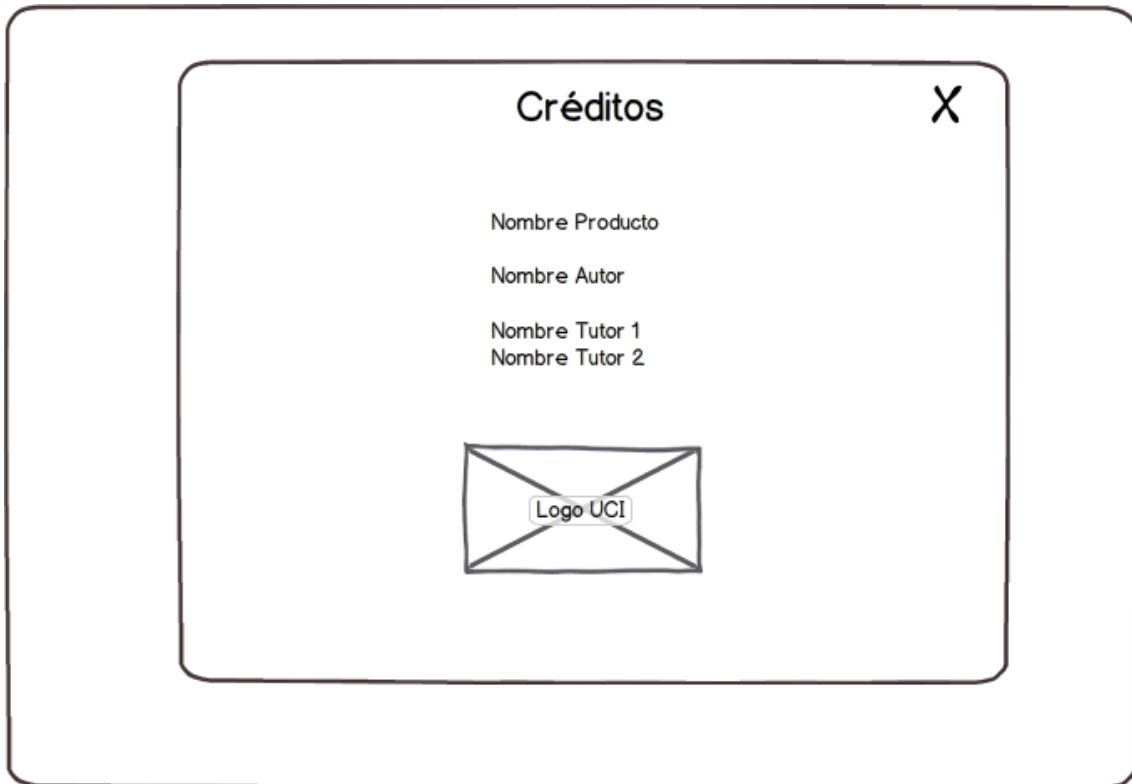 Créditos X
Nombre Producto
Nombre Autor
Nombre Tutor 1
Nombre Tutor 2
Logo UCI